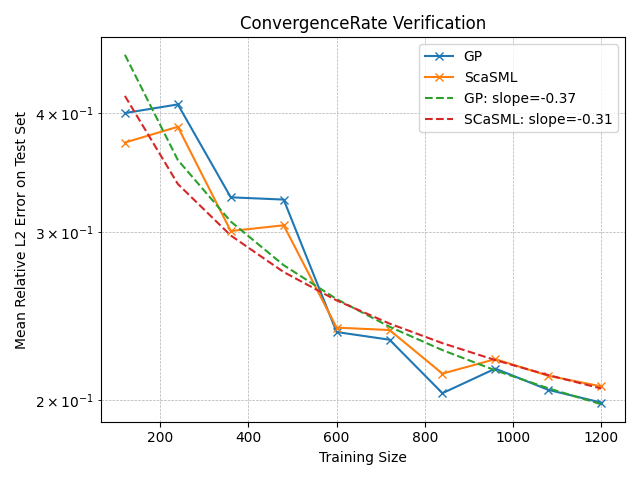 ConvergenceRate Verification
GP
ScaSML
GP: slope=-0.37
SCaSML: slope=-0.31
Mean Relative L2 Error on Test Set
4 × 10⁻¹
3 × 10⁻¹
2 × 10⁻¹
200 400 600 800 1000 1200
Training Size